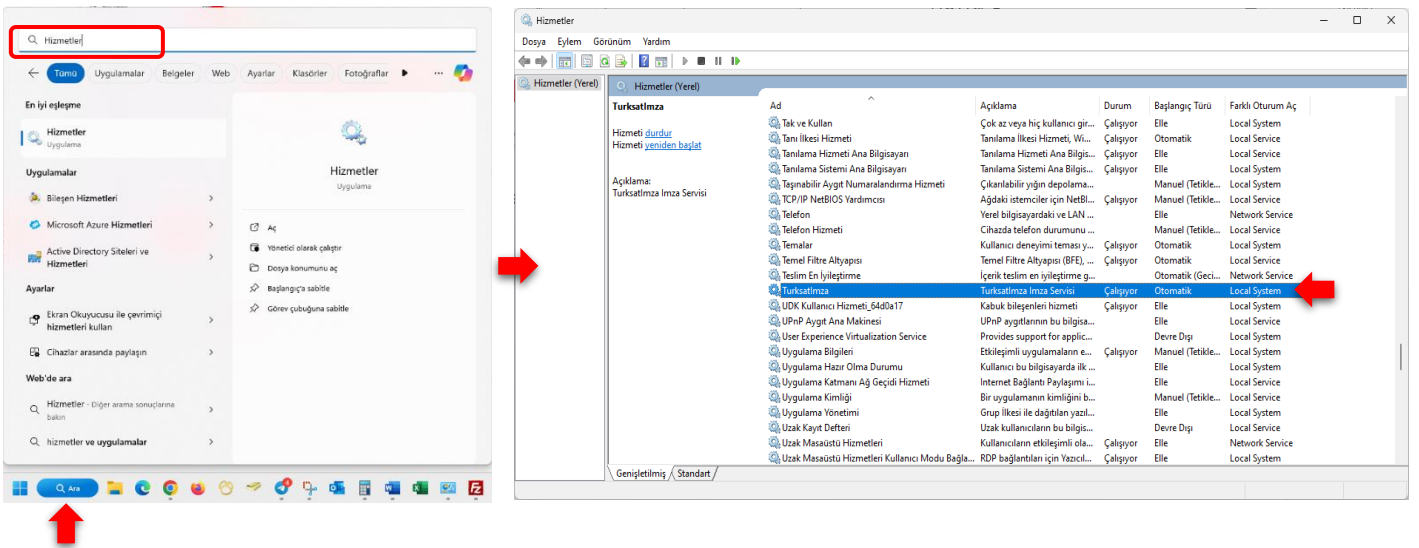 Hizmetler
Tümü Uygulamalar Belgeler Web Ayarlar Klasörler Fotoğraflar
En iyi eşleşme
Hizmetler
Uygulama
Uygulamalar
Bileşen Hizmetleri
Microsoft Azure Hizmetleri
Active Directory Siteleri ve
Hizmetleri
Ayarlar
Ekran Okuyucusu ile çevrimiçi
hizmetleri kullan
Cihazlar arasında paylaşın
Web'de ara
Hizmetler - Diğer arama sonuçlarına
bakın
hizmetler ve uygulamalar
Hizmetler
Uygulama
Aç
Yönetici olarak çalıştır
Dosya konumunu aç
Başlangıç'a sabitle
Görev çubuğuna sabitle
Ara
Hizmetler
Dosya Eylem Görünüm Yardım
Hizmetler (Yerel)
Hizmetler (Yerel)
TurksatImza
Hizmeti durdur
Hizmeti yeniden başlat
Açıklama:
TurksatImza Imza Servisi
Ad Açıklama Durum Başlangıç Türü Farklı Oturum Aç
Tak ve Kullan Çok az veya hiç kullanıcı gir... Çalışıyor Elle Local System
Tanı İlkesi Hizmeti Tanılama İlkesi Hizmeti, Wi... Çalışıyor Otomatik Local Service
Tanılama Hizmeti Ana Bilgisayarı Tanılama Hizmeti Ana Bilgis... Çalışıyor Elle Local Service
Tanılama Sistemi Ana Bilgisayarı Tanılama Sistemi Ana Bilgis... Çalışıyor Elle Local System
Taşınabilir Aygıt Numaralandırma Hizmeti Çıkarılabilir yığın depolama... Manuel (Tetikle... Local System
TCP/IP NetBIOS Yardımcısı Ağdaki istemciler için NetBI... Çalışıyor Manuel (Tetikle... Local Service
Telefon Yerel bilgisayardaki ve LAN ... Elle Network Service
Telefon Hizmeti Cihazda telefon durumunu ... Manuel (Tetikle... Local Service
Temalar Kullanıcı deneyimi teması y... Çalışıyor Otomatik Local System
Temel Filtre Altyapısı Temel Filtre Altyapısı (BFE), ... Çalışıyor Otomatik Local Service
Teslim En İyileştirme İçerik teslim en iyileştirme g... Otomatik (Geci... Network Service
TurksatImza TurksatImza Imza Servisi Çalışıyor Otomatik Local System
UDK Kullanıcı Hizmeti_64d0a17 Kabuk bileşenleri hizmeti Çalışıyor Elle Local System
UPnP Aygıt Ana Makinesi UPnP aygıtlarının bu bilgisa... Elle Local Service
User Experience Virtualization Service Provides support for applic... Devre Dışı Local System
Uygulama Bilgileri Etkileşimli uygulamaların e... Çalışıyor Manuel (Tetikle... Local System
Uygulama Hazır Olma Durumu Kullanıcı bu bilgisayarda ilk ... Elle Local System
Uygulama Katmanı Ağ Geçidi Hizmeti Internet Bağlantı Paylaşımı i... Elle Local Service
Uygulama Kimliği Bir uygulamanın kimliğini b... Manuel (Tetikle... Local Service
Uygulama Yönetimi Grup İlkesi ile dağıtılan yazıl... Elle Local System
Uzak Kayıt Defteri Uzak kullanıcıların bu bilgis... Devre Dışı Local Service
Uzak Masaüstü Hizmetleri Kullanıcıların etkileşimli ola... Çalışıyor Elle Network Service
Uzak Masaüstü Hizmetleri Kullanıcı Modu Bağla... RDP bağlantıları için Yazıcıl... Çalışıyor Elle Local System
Genişletilmiş Standart